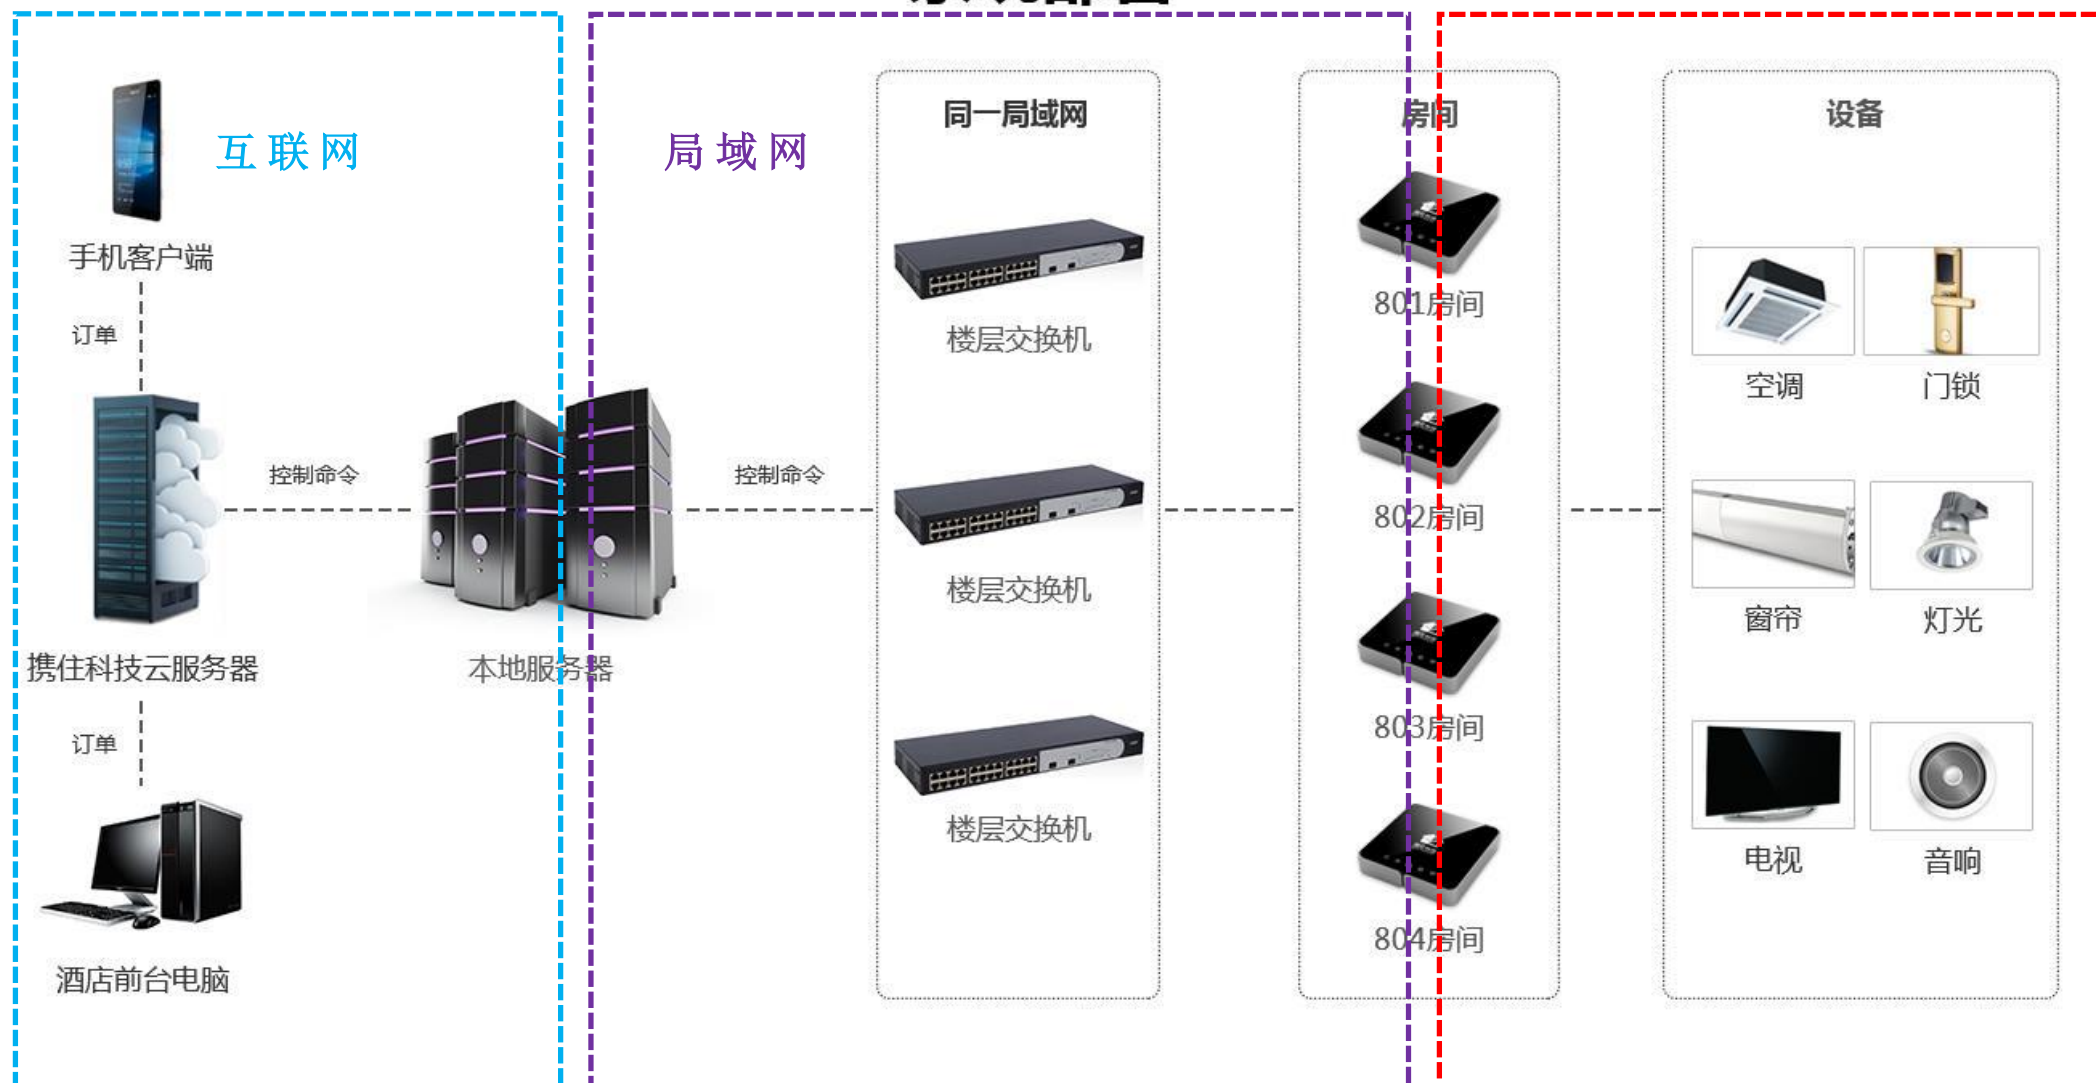 互联网
局域网
同一局域网
房间
设备
手机客户端
订单
携住科技云服务器
订单
酒店前台电脑
控制命令
本地服务器
控制命令
楼层交换机
楼层交换机
楼层交换机
801房间
802房间
803房间
804房间
空调
门锁
窗帘
灯光
电视
音响